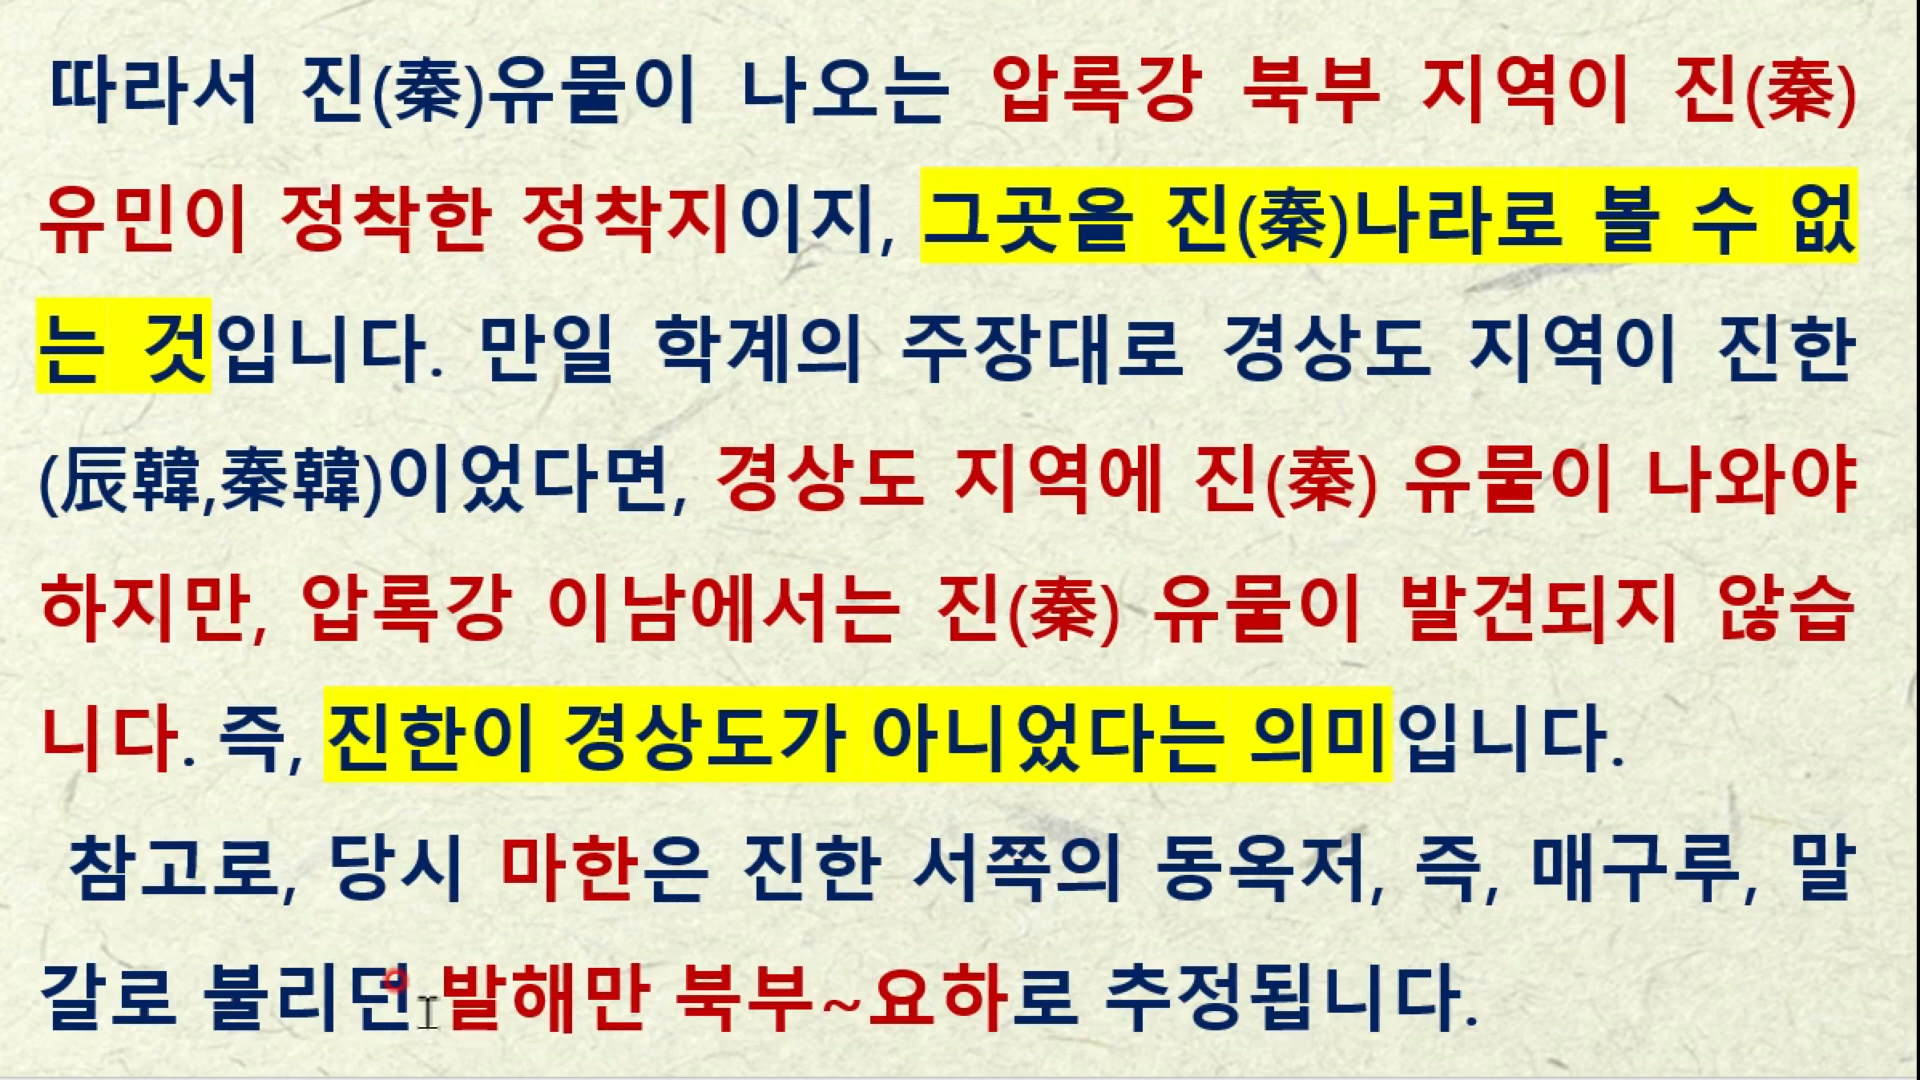 따라서 진(秦)유물이 나오는 압록강 북부 지역이 진(秦)
유민이 정착한 정착지이지, 그곳을 진(秦)나라로 볼 수 없
는 것입니다. 만일 학계의 주장대로 경상도 지역이 진한
(辰韓,秦韓)이었다면, 경상도 지역에 진(秦) 유물이 나와야
하지만, 압록강 이남에서는 진(秦) 유물이 발견되지 않습
니다. 즉, 진한이 경상도가 아니었다는 의미입니다.
참고로, 당시 마한은 진한 서쪽의 동옥저, 즉, 매구루, 말
갈로 불리던 발해만 북부~요하로 추정됩니다.